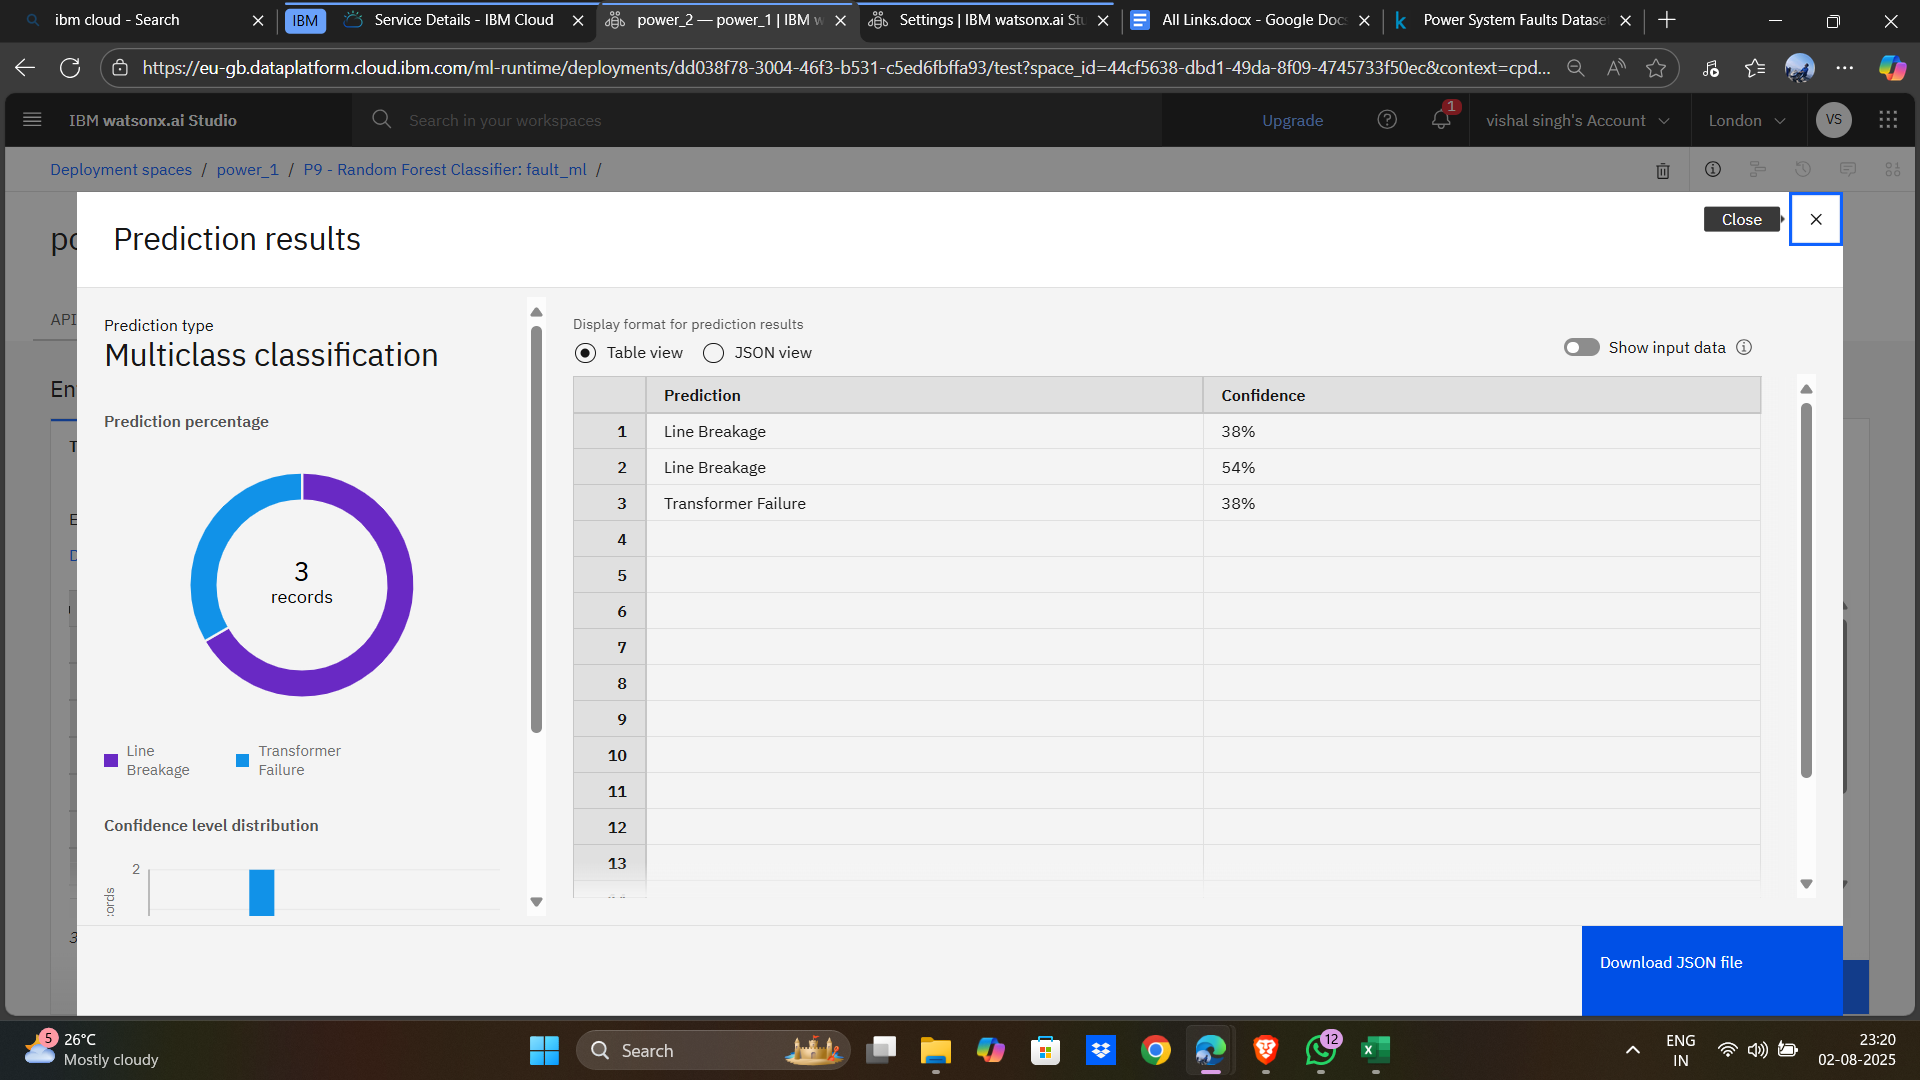 ibm cloud - Search
IBM
Service Details - IBM Cloud
power_2 — power_1 | IBM w
Settings | IBM watsonx.ai Stu
All Links.docx - Google Docs
Power System Faults Datase
https://eu-gb.dataplatform.cloud.ibm.com/ml-runtime/deployments/dd038f78-3004-46f3-b531-c5ed6fbffa93/test?space_id=44cf5638-dbd1-49da-8f09-4745733f50ec&context=cpd...
IBM watsonx.ai Studio
Search in your workspaces
Upgrade
1
vishal singh's Account
London
VS
Deployment spaces / power_1 / P9 - Random Forest Classifier: fault_ml /
po
Prediction results
Close
API
Prediction type
Multiclass classification
Display format for prediction results
Table view
JSON view
Show input data
En
Prediction percentage
Prediction Confidence
1 Line Breakage 38%
2 Line Breakage 54%
3 Transformer Failure 38%
4
5
6
7
8
9
10
11
12
13
3
records
Line
Breakage
Transformer
Failure
Confidence level distribution
2
Download JSON file
5
26°C
Mostly cloudy
Search
12
ENG
IN
23:20
02-08-2025